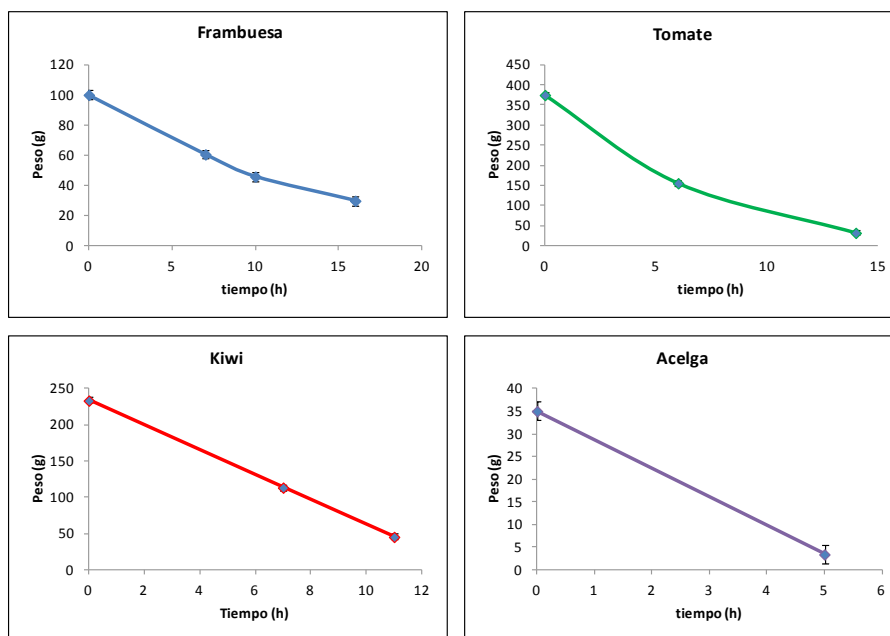 Frambuesa
Peso (g)
120
100
80
60
40
20
0
0 5 10 15 20
tiempo (h)
Tomate
Peso (g)
450
400
350
300
250
200
150
100
50
0
0 5 10 15
tiempo (h)
Kiwi
Peso (g)
250
200
150
100
50
0
0 2 4 6 8 10 12
Tiempo (h)
Acelga
Peso (g)
40
35
30
25
20
15
10
5
0
0 1 2 3 4 5 6
tiempo (h)